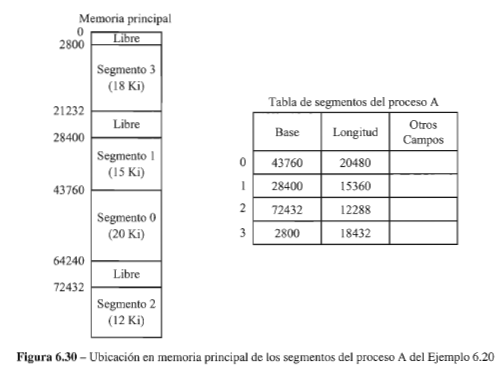 Memoria principal
0
Libre
2800
Segmento 3
(18 Ki)
21232
Libre
28400
Segmento 1
(15 Ki)
43760
Segmento 0
(20 Ki)
64240
Libre
72432
Segmento 2
(12 Ki)
Tabla de segmentos del proceso A
Base Longitud Otros Campos
0 43760 20480
1 28400 15360
2 72432 12288
3 2800 18432
Figura 6.30 – Ubicación en memoria principal de los segmentos del proceso A del Ejemplo 6.20